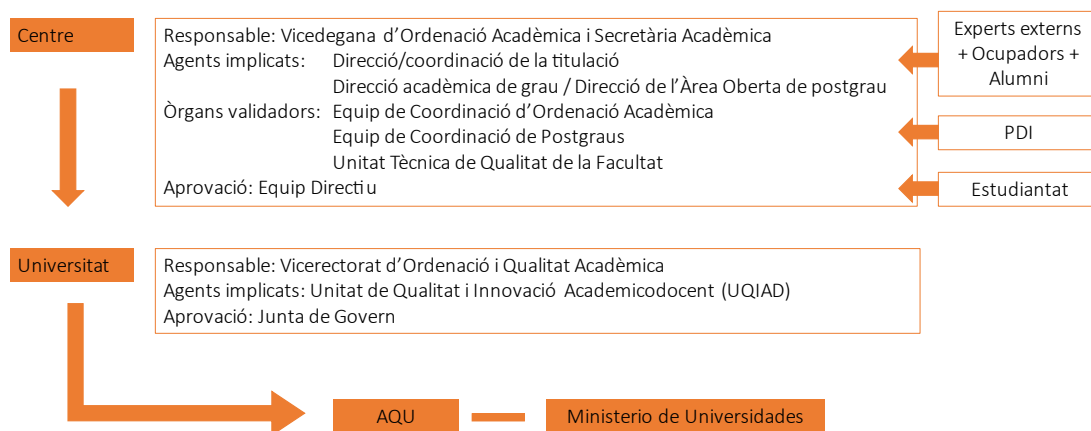 Centre
Responsable: Vicedegana d'Ordenació Acadèmica i Secretària Acadèmica
Agents implicats: Direcció/coordinació de la titulació
Direcció acadèmica de grau / Direcció de l'Àrea Oberta de postgrau
Òrgans validadors: Equip de Coordinació d'Ordenació Acadèmica
Equip de Coordinació de Postgraus
Unitat Tècnica de Qualitat de la Facultat
Aprovació: Equip Directiu
Experts externs
+ Ocupadors +
Alumni
PDI
Estudiantat
Universitat
Responsable: Vicerectorat d'Ordenació i Qualitat Acadèmica
Agents implicats: Unitat de Qualitat i Innovació Academicodocent (UQIAD)
Aprovació: Junta de Govern
AQU
Ministerio de Universidades